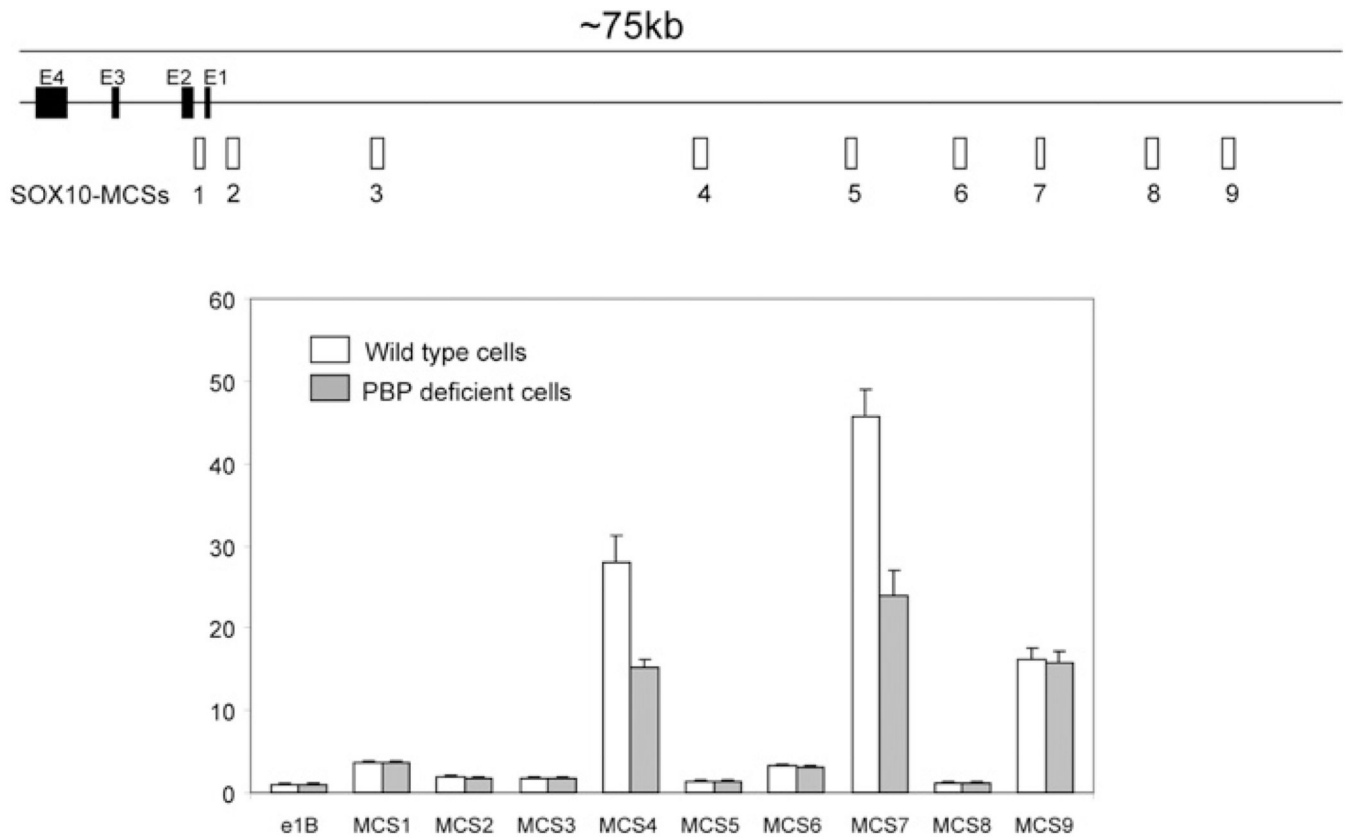 ~75kb
E4 E3 E2 E1
SOX10-MCSs 1 2 3 4 5 6 7 8 9
60
Wild type cells
PBP deficient cells
50
40
30
20
10
0
e1B MCS1 MCS2 MCS3 MCS4 MCS5 MCS6 MCS7 MCS8 MCS9